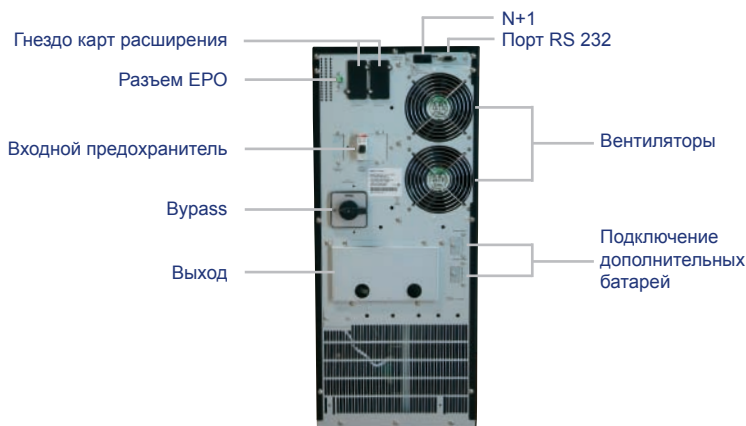 N+1
Гнездо карт расширения
Порт RS 232
Разъем EPO
Входной предохранитель
Вентиляторы
Bypass
Подключение
дополнительных
батарей
Выход